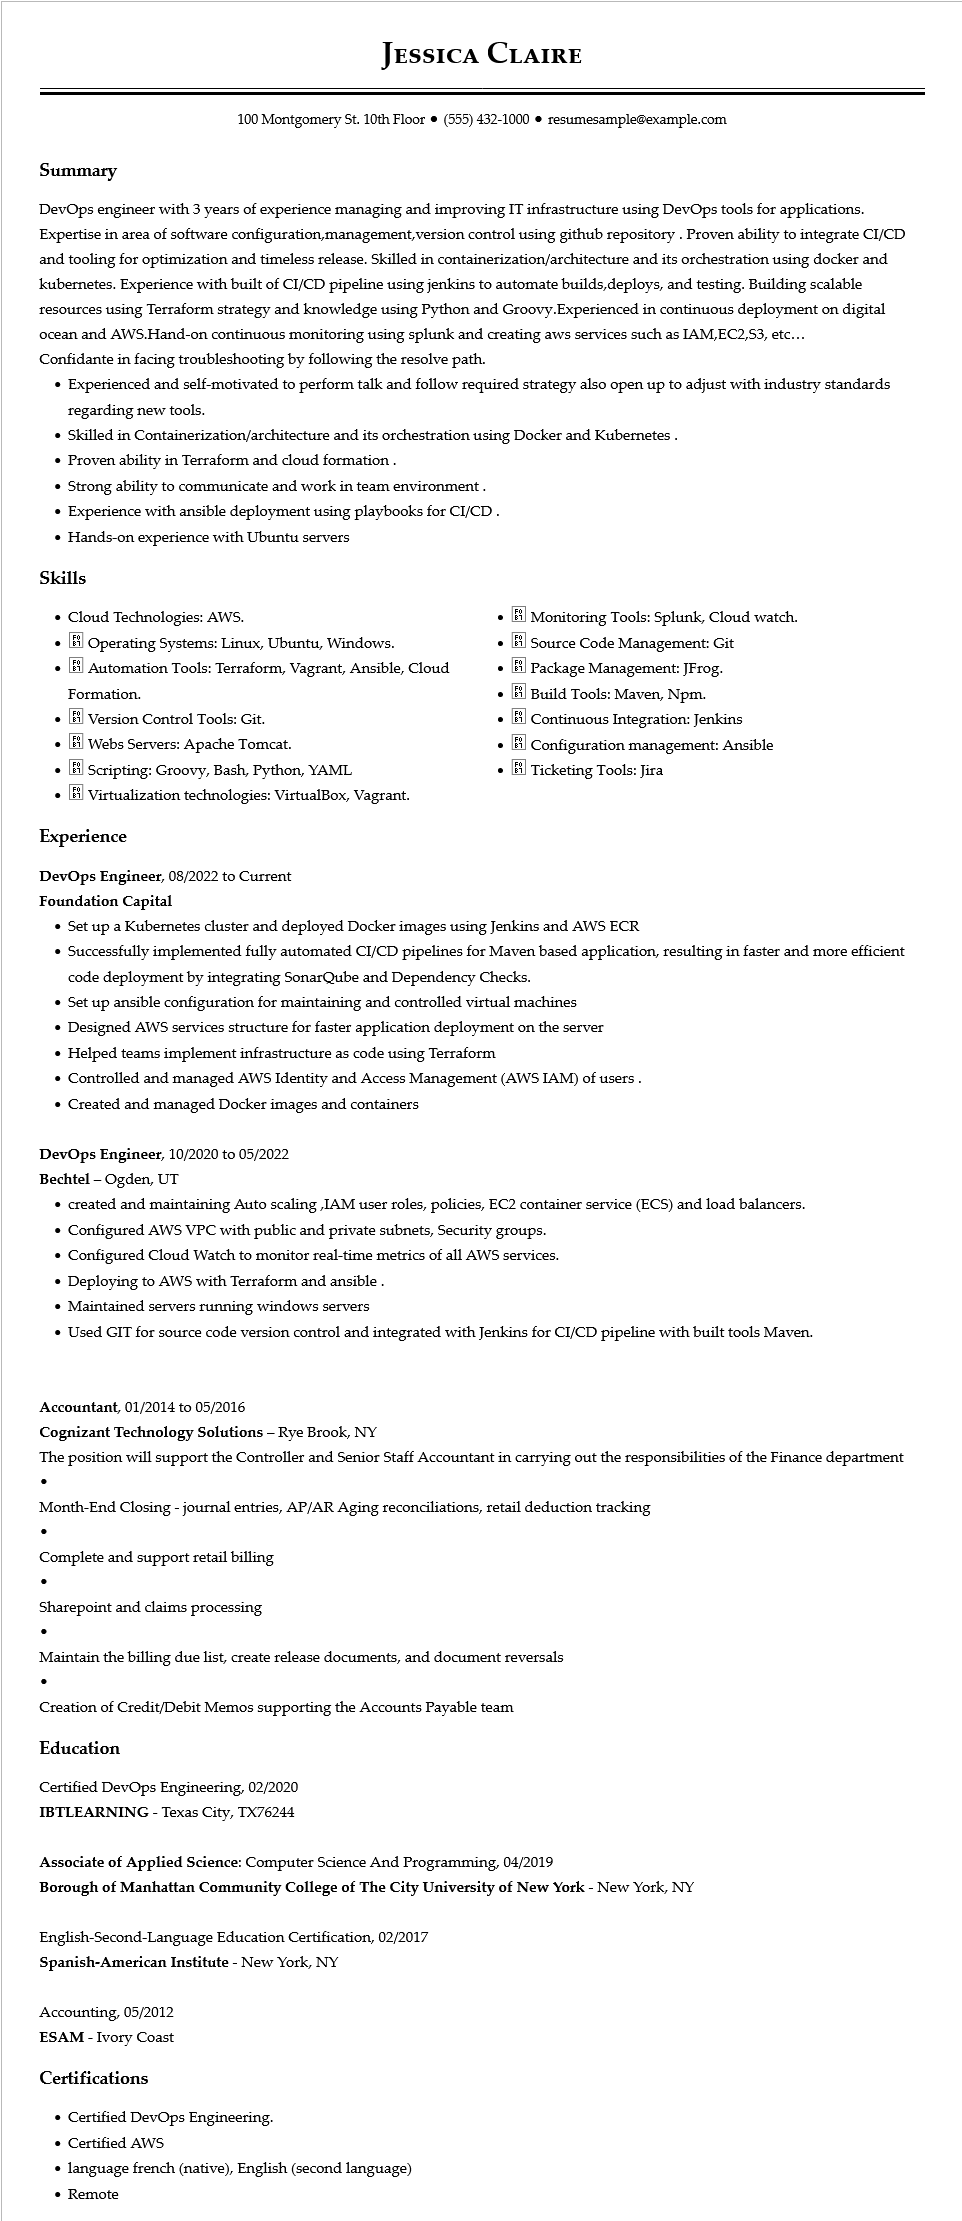 Jessica Claire
100 Montgomery St. 10th Floor • (555) 432-1000 • resumesample@example.com
Summary
DevOps engineer with 3 years of experience managing and improving IT infrastructure using DevOps tools for applications.
Expertise in area of software configuration,management,version control using github repository . Proven ability to integrate CI/CD
and tooling for optimization and timeless release. Skilled in containerization/architecture and its orchestration using docker and
kubernetes. Experience with built of CI/CD pipeline using jenkins to automate builds,deploys, and testing. Building scalable
resources using Terraform strategy and knowledge using Python and Groovy.Experienced in continuous deployment on digital
ocean and AWS.Hand-on continuous monitoring using splunk and creating aws services such as IAM,EC2,S3, etc…
Confidante in facing troubleshooting by following the resolve path.
• Experienced and self-motivated to perform talk and follow required strategy also open up to adjust with industry standards
regarding new tools.
• Skilled in Containerization/architecture and its orchestration using Docker and Kubernetes .
• Proven ability in Terraform and cloud formation .
• Strong ability to communicate and work in team environment .
• Experience with ansible deployment using playbooks for CI/CD .
• Hands-on experience with Ubuntu servers
Skills
• Cloud Technologies: AWS.
•  Operating Systems: Linux, Ubuntu, Windows.
•  Automation Tools: Terraform, Vagrant, Ansible, Cloud
Formation.
•  Version Control Tools: Git.
•  Webs Servers: Apache Tomcat.
•  Scripting: Groovy, Bash, Python, YAML
•  Virtualization technologies: VirtualBox, Vagrant.
•  Monitoring Tools: Splunk, Cloud watch.
•  Source Code Management: Git
•  Package Management: JFrog.
•  Build Tools: Maven, Npm.
•  Continuous Integration: Jenkins
•  Configuration management: Ansible
•  Ticketing Tools: Jira
Experience
DevOps Engineer, 08/2022 to Current
Foundation Capital
• Set up a Kubernetes cluster and deployed Docker images using Jenkins and AWS ECR
• Successfully implemented fully automated CI/CD pipelines for Maven based application, resulting in faster and more efficient
code deployment by integrating SonarQube and Dependency Checks.
• Set up ansible configuration for maintaining and controlled virtual machines
• Designed AWS services structure for faster application deployment on the server
• Helped teams implement infrastructure as code using Terraform
• Controlled and managed AWS Identity and Access Management (AWS IAM) of users .
• Created and managed Docker images and containers
DevOps Engineer, 10/2020 to 05/2022
Bechtel – Ogden, UT
• created and maintaining Auto scaling ,IAM user roles, policies, EC2 container service (ECS) and load balancers.
• Configured AWS VPC with public and private subnets, Security groups.
• Configured Cloud Watch to monitor real-time metrics of all AWS services.
• Deploying to AWS with Terraform and ansible .
• Maintained servers running windows servers
• Used GIT for source code version control and integrated with Jenkins for CI/CD pipeline with built tools Maven.
Accountant, 01/2014 to 05/2016
Cognizant Technology Solutions – Rye Brook, NY
The position will support the Controller and Senior Staff Accountant in carrying out the responsibilities of the Finance department
•
Month-End Closing - journal entries, AP/AR Aging reconciliations, retail deduction tracking
•
Complete and support retail billing
•
Sharepoint and claims processing
•
Maintain the billing due list, create release documents, and document reversals
•
Creation of Credit/Debit Memos supporting the Accounts Payable team
Education
Certified DevOps Engineering, 02/2020
IBTLEARNING - Texas City, TX76244
Associate of Applied Science: Computer Science And Programming, 04/2019
Borough of Manhattan Community College of The City University of New York - New York, NY
English-Second-Language Education Certification, 02/2017
Spanish-American Institute - New York, NY
Accounting, 05/2012
ESAM - Ivory Coast
Certifications
• Certified DevOps Engineering.
• Certified AWS
• language french (native), English (second language)
• Remote